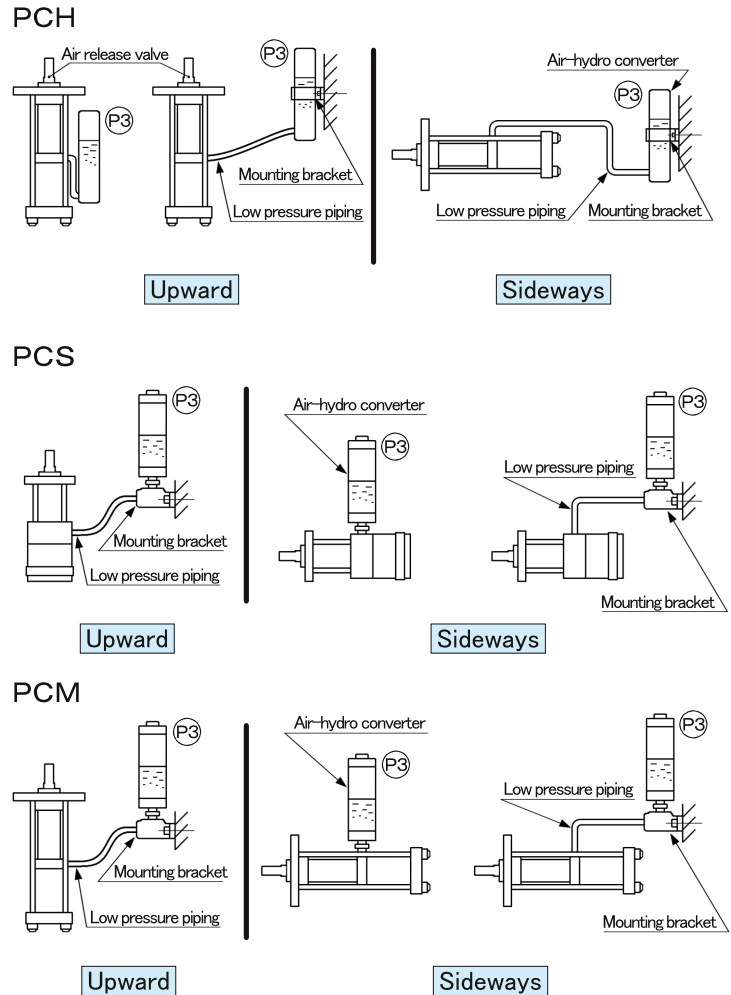 PCH
Air release valve
P3
P3
Mounting bracket
Low pressure piping
Upward
Air-hydro converter
P3
Low pressure piping
Mounting bracket
Sideways
PCS
P3
Mounting bracket
Low pressure piping
Upward
Air-hydro converter
P3
P3
Low pressure piping
Mounting bracket
Sideways
PCM
P3
Mounting bracket
Low pressure piping
Upward
Air-hydro converter
P3
P3
Low pressure piping
Mounting bracket
Sideways